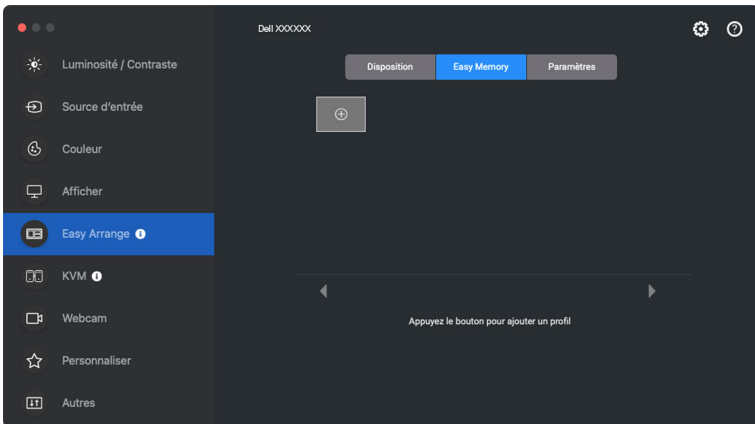 Dell XXXXXX
Luminosité / Contraste
Source d'entrée
Couleur
Afficher
Easy Arrange
KVM
Webcam
Personnaliser
Autres
Disposition
Easy Memory
Paramètres
Appuyez le bouton pour ajouter un profil